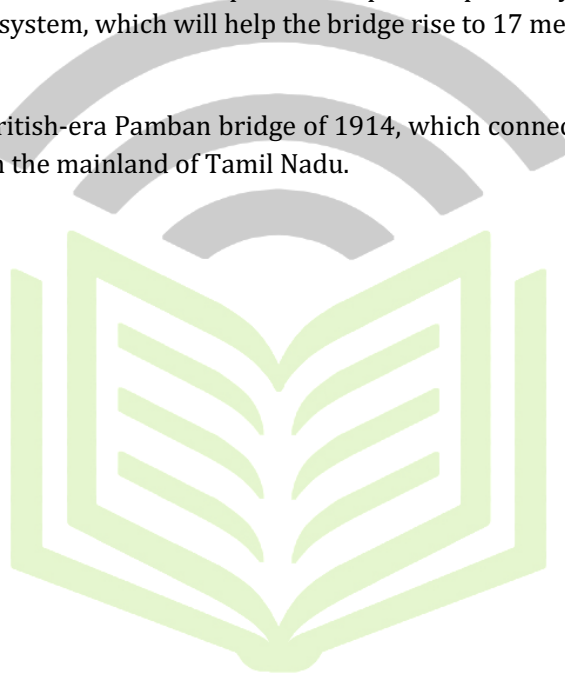 system, which will help the bridge rise to 17 me
ritish-era Pamban bridge of 1914, which connec
the mainland of Tamil Nadu.